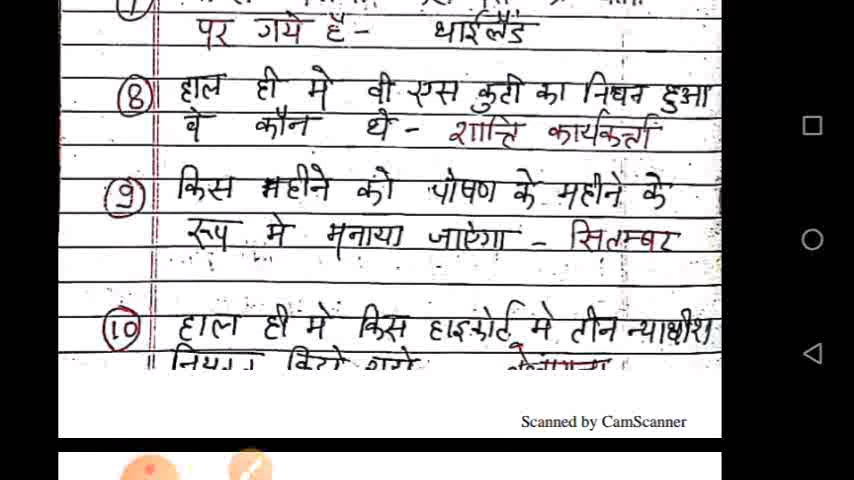 पर गये है - थाईलैंड
8 हाल ही मे वी एस कुटी का निधन हुआ
वे कौन थे - शान्ति कार्यकर्त्ता
9 किस महीने को पोषण के महीने के
रूप मे मनाया जाऐगा - सितम्बर
10 हाल ही मे किस हाइकोर्ट मे तीन न्याधीश
Scanned by CamScanner